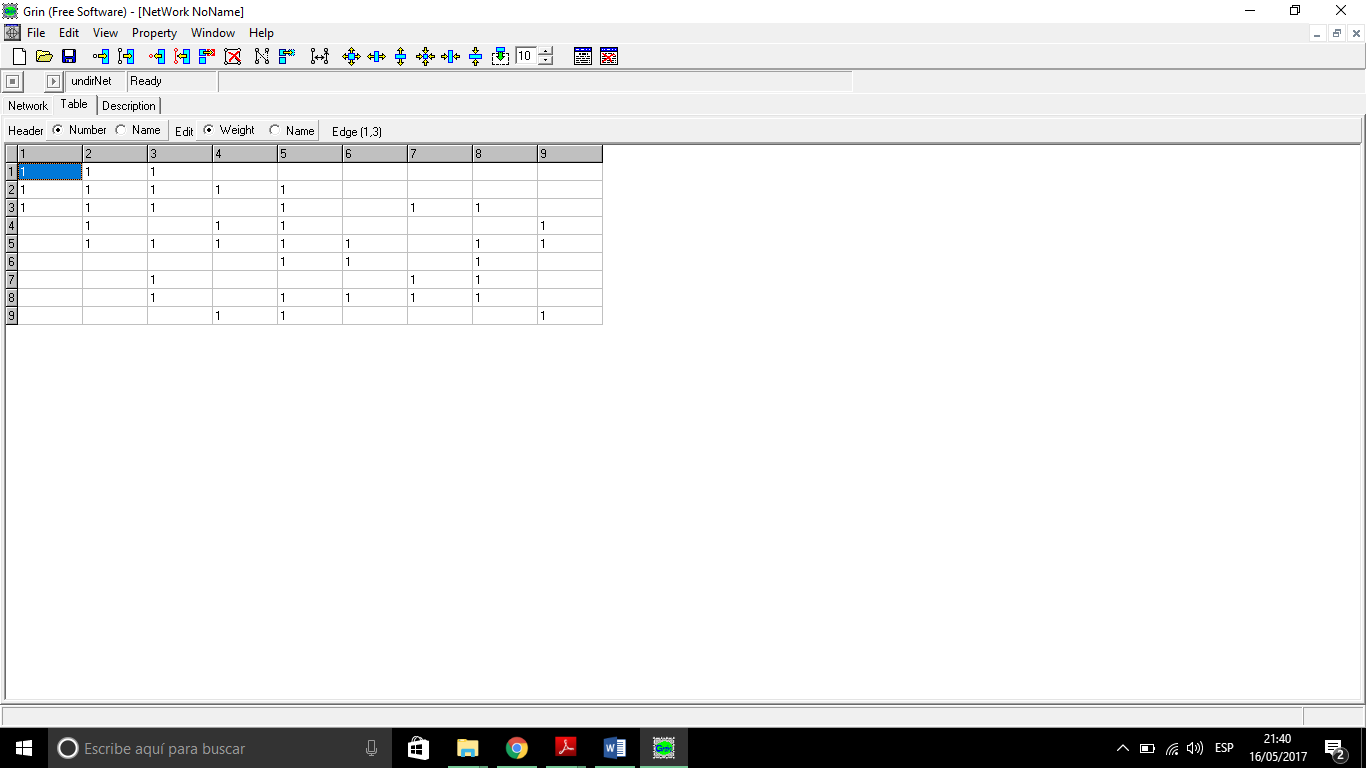 Grin (Free Software) - [NetWork NoName]
File Edit View Property Window Help
10
undirNet Ready
Network Table Description
Header Number Name Edit Weight Name Edge (1,3)
1 2 3 4 5 6 7 8 9
1 1 1 1
2 1 1 1 1 1
3 1 1 1 1 1 1
4 1 1 1 1
5 1 1 1 1 1 1 1
6 1 1 1
7 1 1 1
8 1 1 1 1 1
9 1 1 1
Escribe aquí para buscar
Grin
ESP
21:40
16/05/2017
2